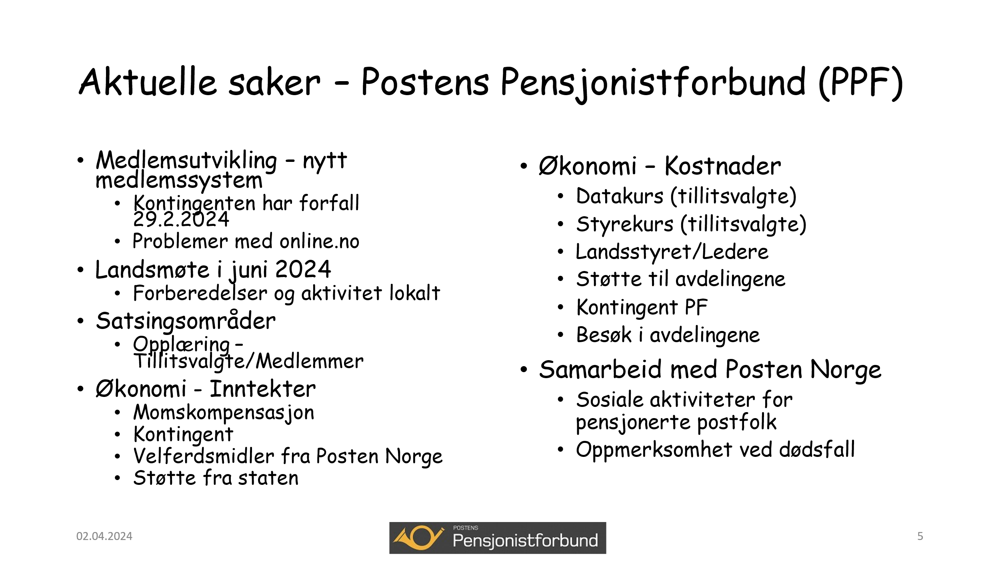 Aktuelle saker – Postens Pensjonistforbund (PPF)
• Medlemsutvikling – nytt
medlemssystem
• Kontingenten har forfall
29.2.2024
• Problemer med online.no
• Landsmøte i juni 2024
• Forberedelser og aktivitet lokalt
• Satsingsområder
• Opplæring –
Tillitsvalgte/Medlemmer
• Økonomi - Inntekter
• Momskompensasjon
• Kontingent
• Velferdsmidler fra Posten Norge
• Støtte fra staten
• Økonomi – Kostnader
• Datakurs (tillitsvalgte)
• Styrekurs (tillitsvalgte)
• Landsstyret/Ledere
• Støtte til avdelingene
• Kontingent PF
• Besøk i avdelingene
• Samarbeid med Posten Norge
• Sosiale aktiviteter for
pensjonerte postfolk
• Oppmerksomhet ved dødsfall
02.04.2024
POSTENS
Pensjonistforbund
5